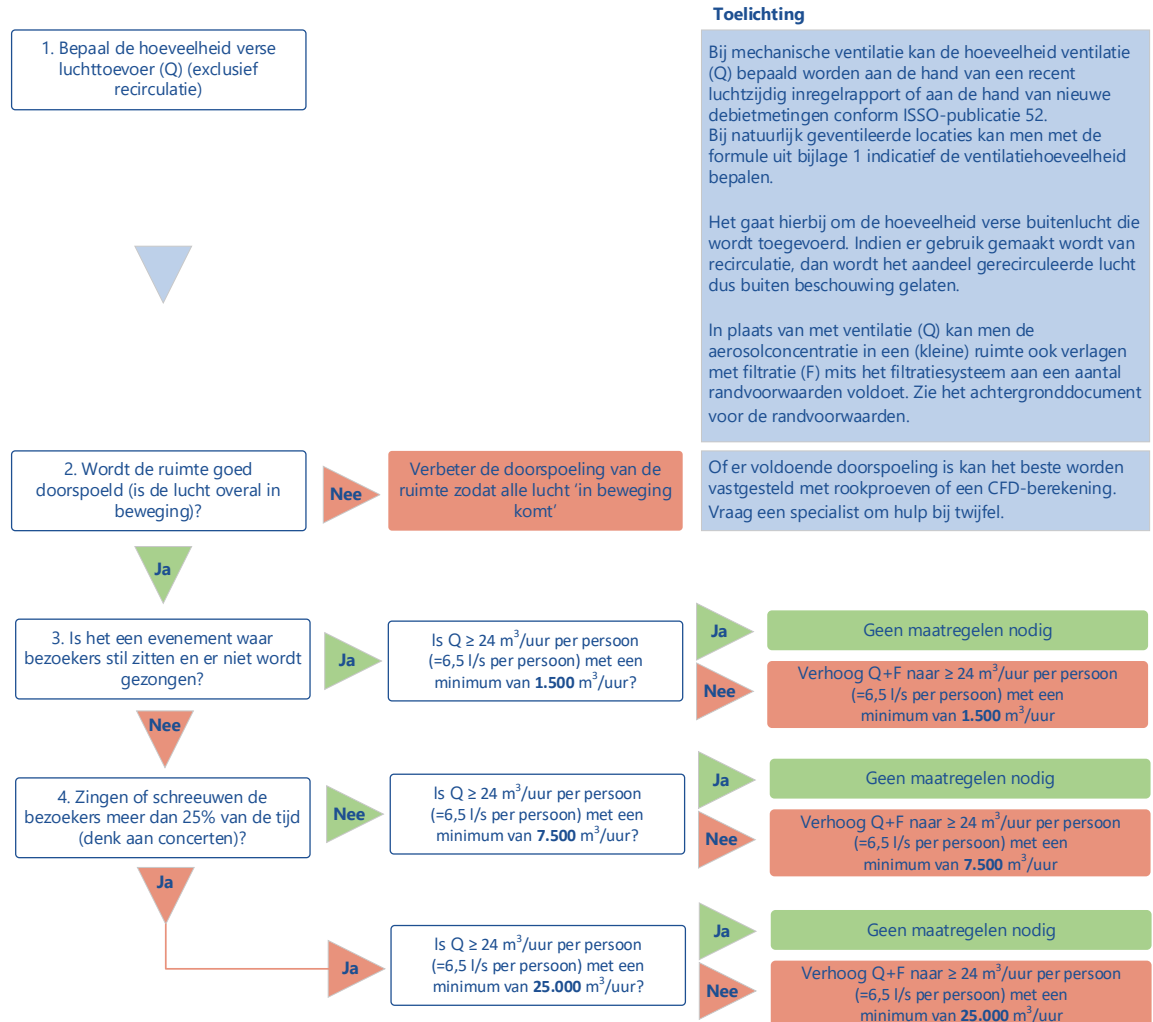 Toelichting
1. Bepaal de hoeveelheid verse
luchttoevoer (Q) (exclusief
recirculatie)
Bij mechanische ventilatie kan de hoeveelheid ventilatie
(Q) bepaald worden aan de hand van een recent
luchtzijdig inregelrapport of aan de hand van nieuwe
debietmetingen conform ISSO-publicatie 52.
Bij natuurlijk geventileerde locaties kan men met de
formule uit bijlage 1 indicatief de ventilatiehoeveelheid
bepalen.
Het gaat hierbij om de hoeveelheid verse buitenlucht die
wordt toegevoerd. Indien er gebruik gemaakt wordt van
recirculatie, dan wordt het aandeel gerecirculeerde lucht
dus buiten beschouwing gelaten.
In plaats van met ventilatie (Q) kan men de
aerosolconcentratie in een (kleine) ruimte ook verlagen
met filtratie (F) mits het filtratiesysteem aan een aantal
randvoorwaarden voldoet. Zie het achtergronddocument
voor de randvoorwaarden.
2. Wordt de ruimte goed
doorspoeld (is de lucht overal in
beweging)?
Nee
Verbeter de doorspoeling van de
ruimte zodat alle lucht ‘in beweging
komt’
Of er voldoende doorspoeling is kan het beste worden
vastgesteld met rookproeven of een CFD-berekening.
Vraag een specialist om hulp bij twijfel.
Ja
3. Is het een evenement waar
bezoekers stil zitten en er niet wordt
gezongen?
Ja
Is Q ≥ 24 m³/uur per persoon
(=6,5 l/s per persoon) met een
minimum van 1.500 m³/uur?
Ja
Geen maatregelen nodig
Nee
Verhoog Q+F naar ≥ 24 m³/uur per persoon
(=6,5 l/s per persoon) met een
minimum van 1.500 m³/uur
Nee
4. Zingen of schreeuwen de
bezoekers meer dan 25% van de tijd
(denk aan concerten)?
Nee
Is Q ≥ 24 m³/uur per persoon
(=6,5 l/s per persoon) met een
minimum van 7.500 m³/uur?
Ja
Geen maatregelen nodig
Nee
Verhoog Q+F naar ≥ 24 m³/uur per persoon
(=6,5 l/s per persoon) met een
minimum van 7.500 m³/uur
Ja
Ja
Is Q ≥ 24 m³/uur per persoon
(=6,5 l/s per persoon) met een
minimum van 25.000 m³/uur?
Ja
Geen maatregelen nodig
Nee
Verhoog Q+F naar ≥ 24 m³/uur per persoon
(=6,5 l/s per persoon) met een
minimum van 25.000 m³/uur